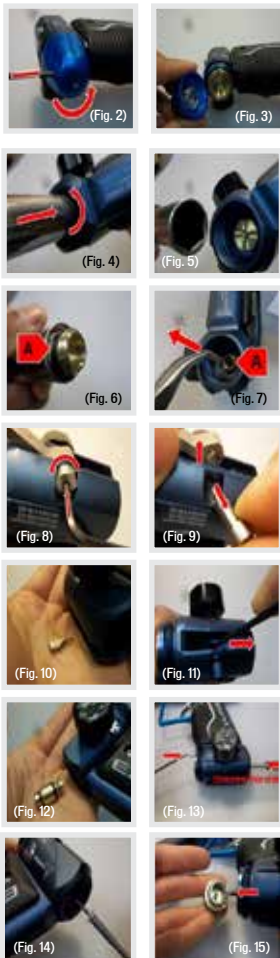 (Fig. 2)
(Fig. 3)
(Fig. 4)
(Fig. 5)
A
(Fig. 6)
A
(Fig. 7)
(Fig. 8)
(Fig. 9)
(Fig. 10)
(Fig. 11)
(Fig. 12)
(Fig. 13)
(Fig. 14)
(Fig. 15)